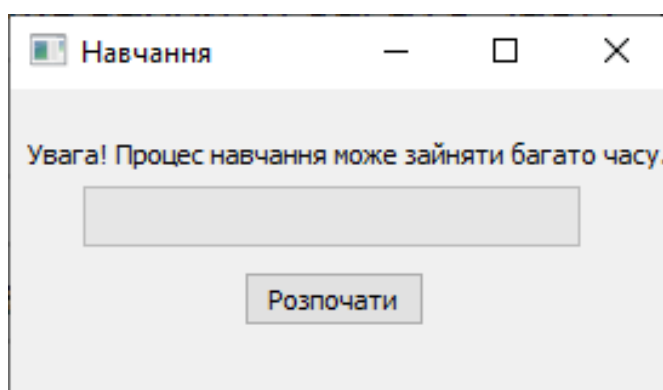 Навчання
Увага! Процес навчання може зайняти багато часу.
Розпочати